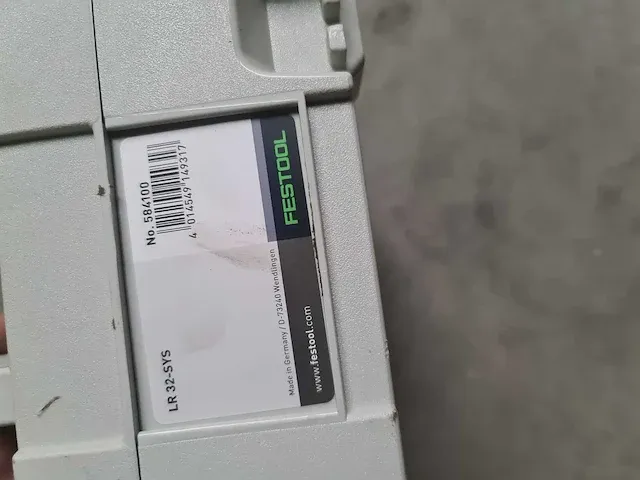 LR 32-SYS
No. 584100
4 014549 149317
Made in Germany / D-73240 Wendlingen
www.festool.com
FESTOOL